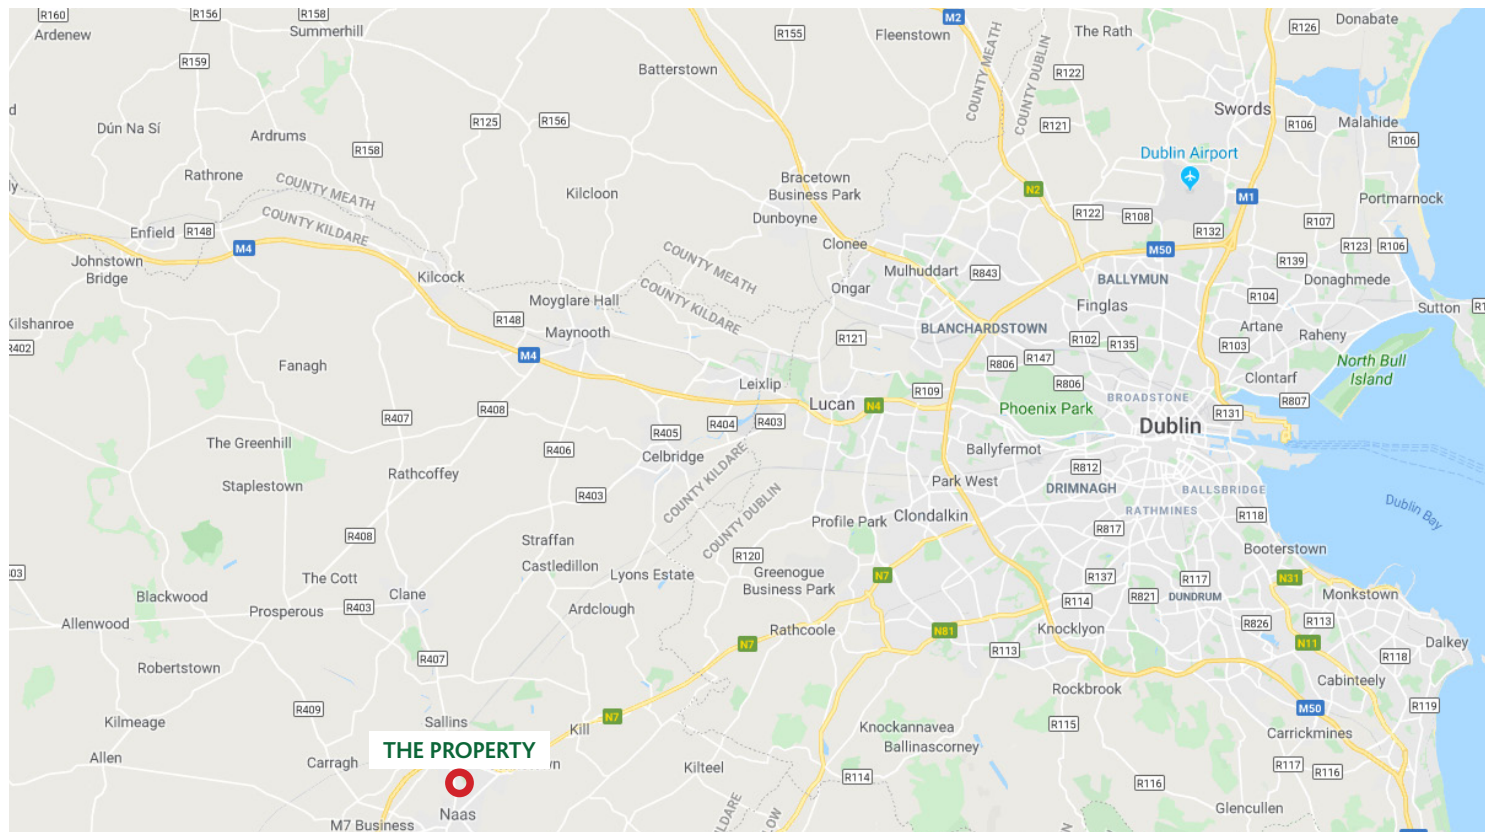 R160
R156
R158
Ardenew
Summerhill
R159
R155
Batterstown
M2
Fleenstown
The Rath
R126
Donabate
COUNTY MEATH
COUNTY DUBLIN
R122
d
Dún Na Sí
Ardrums
R125
R156
R158
R121
Swords
R106
Malahide
R106
Dublin Airport
ly
Rathrone
COUNTY MEATH
COUNTY KILDARE
Kilcloon
Bracetown
Business Park
Dunboyne
N2
M1
Portmarnock
Enfield
R148
M4
R122
R108
R132
R107
Johnstown
Bridge
Kilcock
COUNTY MEATH
COUNTY KILDARE
Clonee
M50
R123
R106
Mulhuddart
R843
Ongar
BALLYMUN
R139
Donaghmede
Moyglare Hall
R148
Maynooth
Finglas
R104
Sutton
R1
Kilshanroe
R402
BLANCHARDSTOWN
R121
R102
R135
Artane
R103
Raheny
M4
Fanagh
Leixlip
R806
R147
R806
North Bull
Island
Clontarf
R807
R407
R408
Lucan
N4
R109
Phoenix Park
BROADSTONE
R131
Dublin
R405
R404
R403
The Greenhill
R406
Celbridge
COUNTY KILDARE
COUNTY DUBLIN
Ballyfermot
R812
Rathcoffey
Staplestown
R403
Park West
DRIMNAGH
BALLSBRIDGE
RATHMINES
R118
Dublin Bay
Profile Park
Clondalkin
R817
R408
Straffan
R120
Booterstown
Castledillon
Lyons Estate
Greenogue
Business Park
N7
03
The Cott
R137
R117
N31
Blackwood
Prosperous
R403
Clane
Ardclough
R114
R821
DUNDRUM
Monkstown
Allenwood
Rathcoole
N81
Knocklyon
R826
R113
N7
R113
N11
Dalkey
Robertstown
R407
R118
Rockbrook
Cabinteely
R409
N7
M50
R119
Kilmeage
Sallins
Kill
Knockannavea
R115
Carrickmines
THE PROPERTY
Ballinascorney
Allen
Carragh
wn
Kilteel
R114
R117
R116
R116
Naas
M7 Business
Glencullen
KILDARE